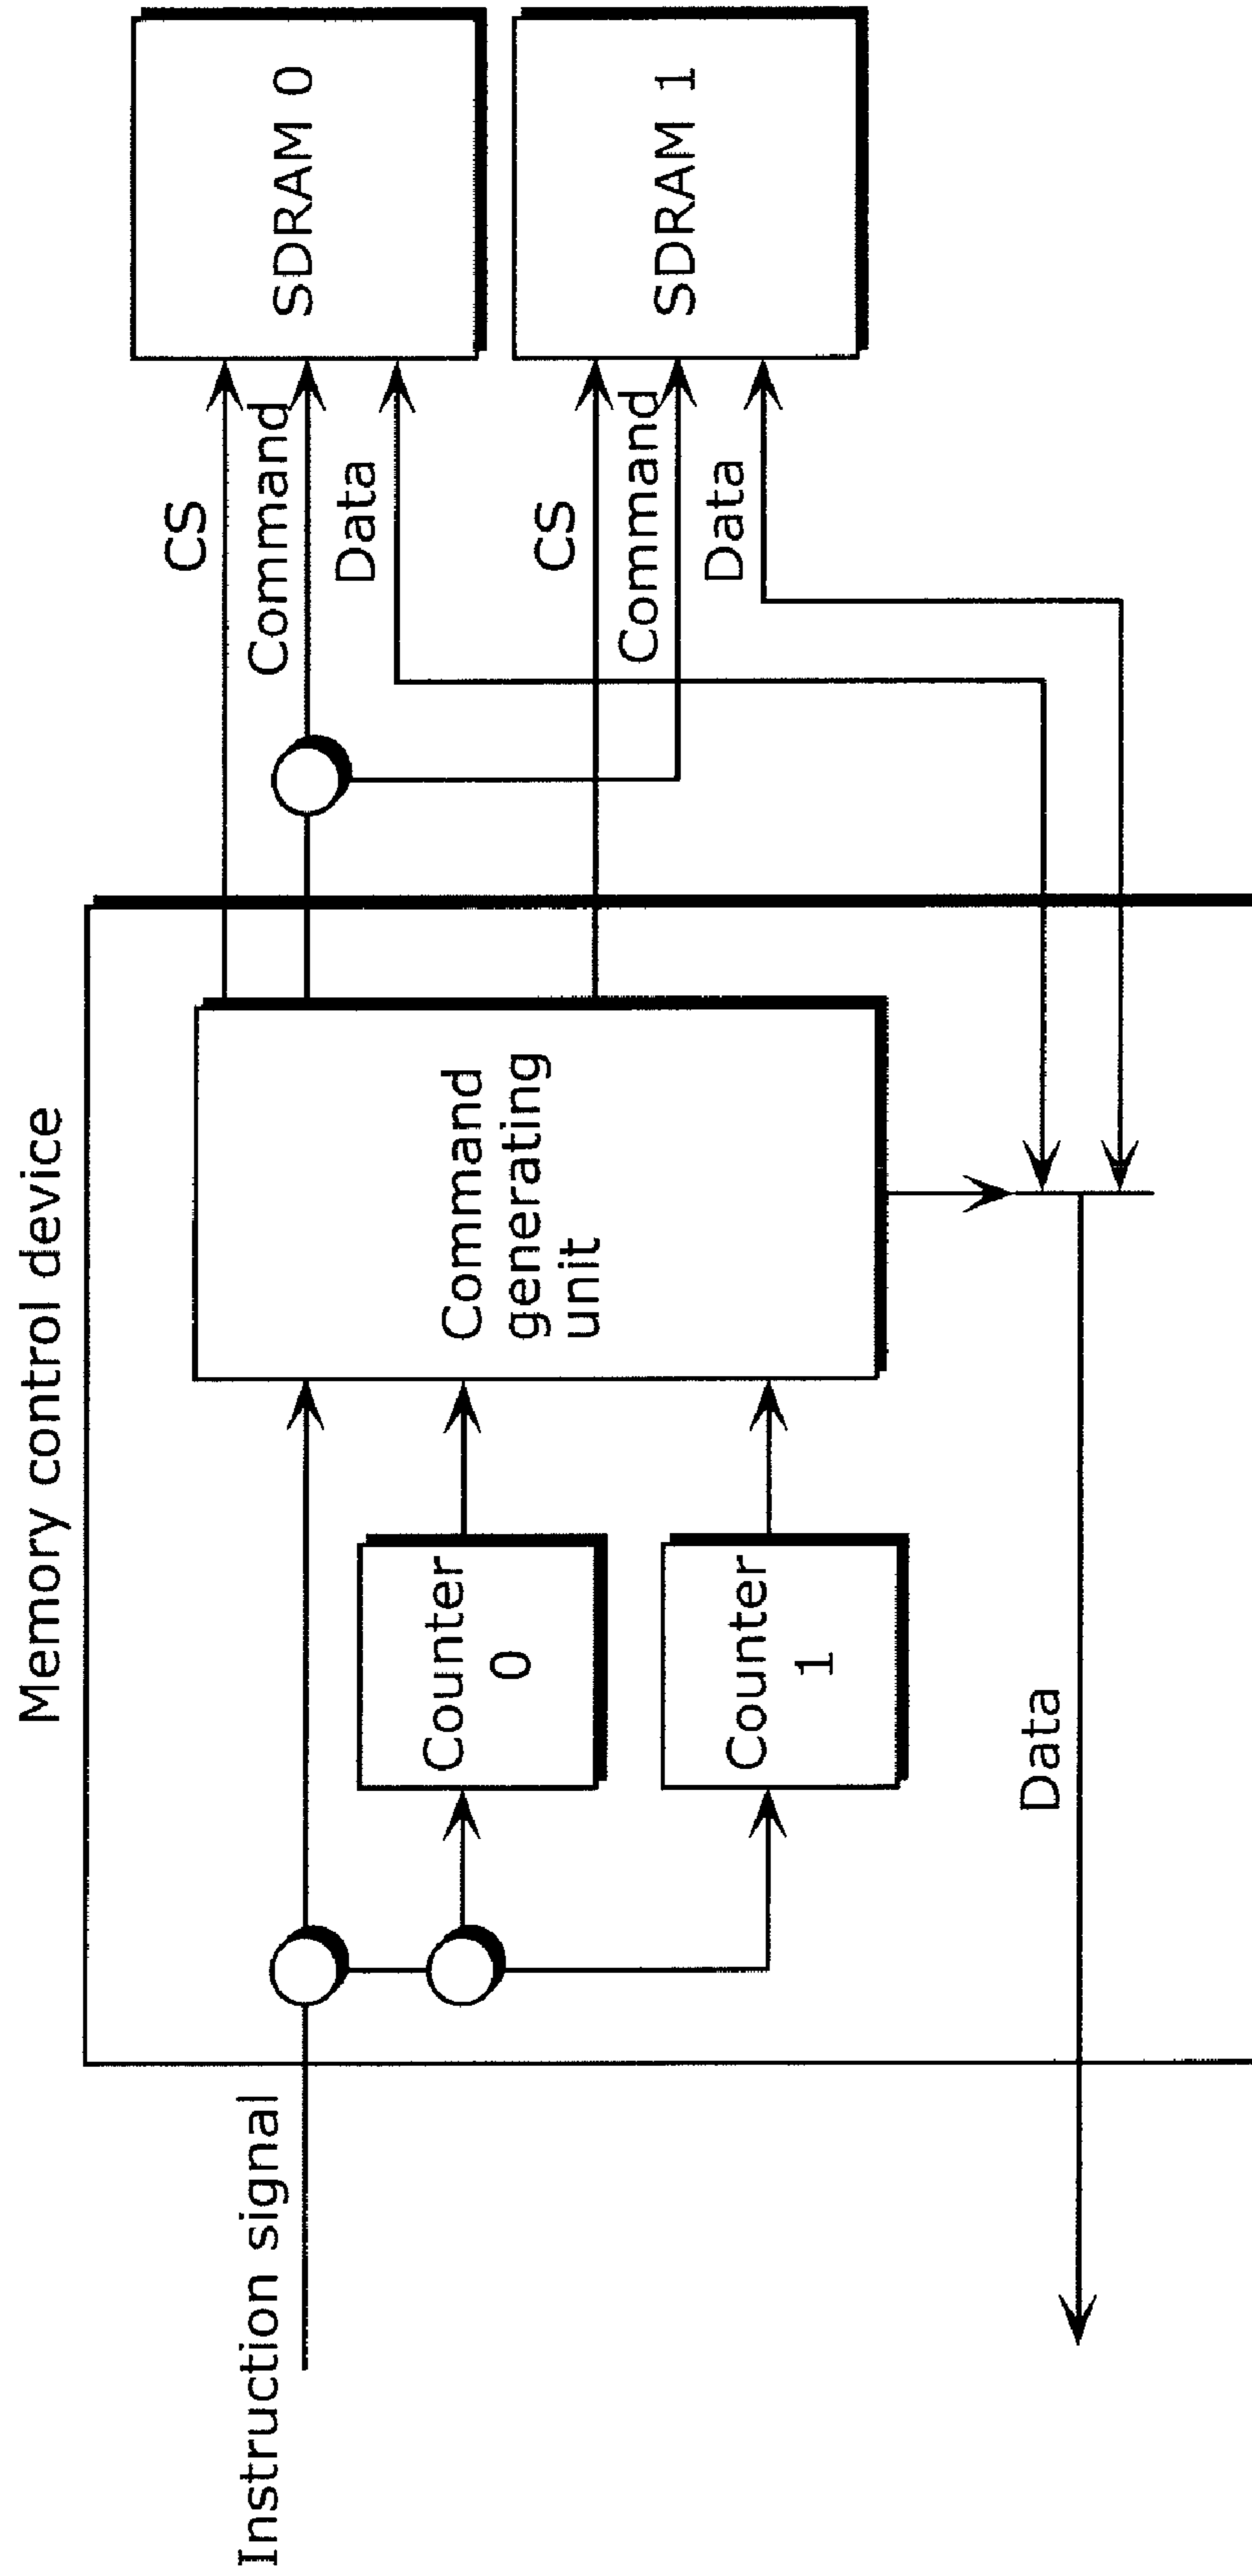 Memory control device
Instruction signal
Counter
0
Counter
1
Command
generating
unit
CS
Command
Data
CS
Command
Data
SDRAM 0
SDRAM 1
Data